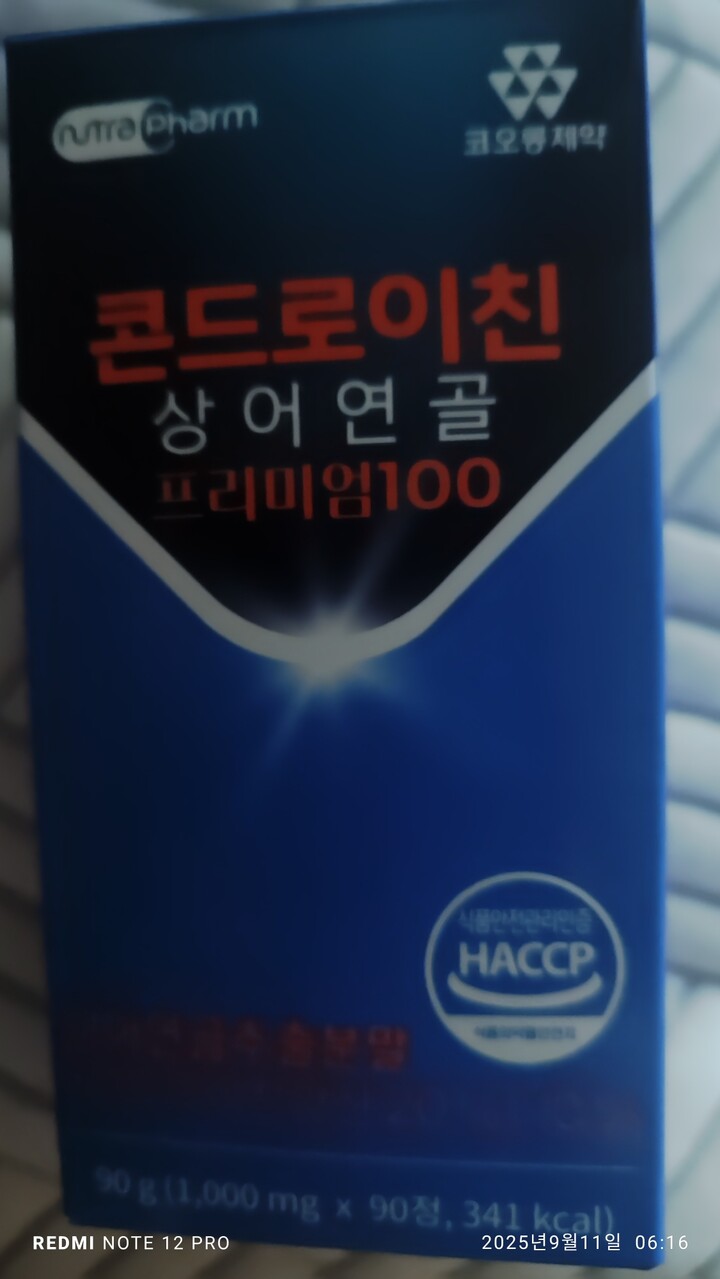 nutra Pharm
코오롱제약
콘드로이친
상어연골
프리미엄100
식품안전관리인증
HACCP
90 g (1,000 mg x 90정, 341 kcal)
REDMI NOTE 12 PRO
2025년9월11일 06:16